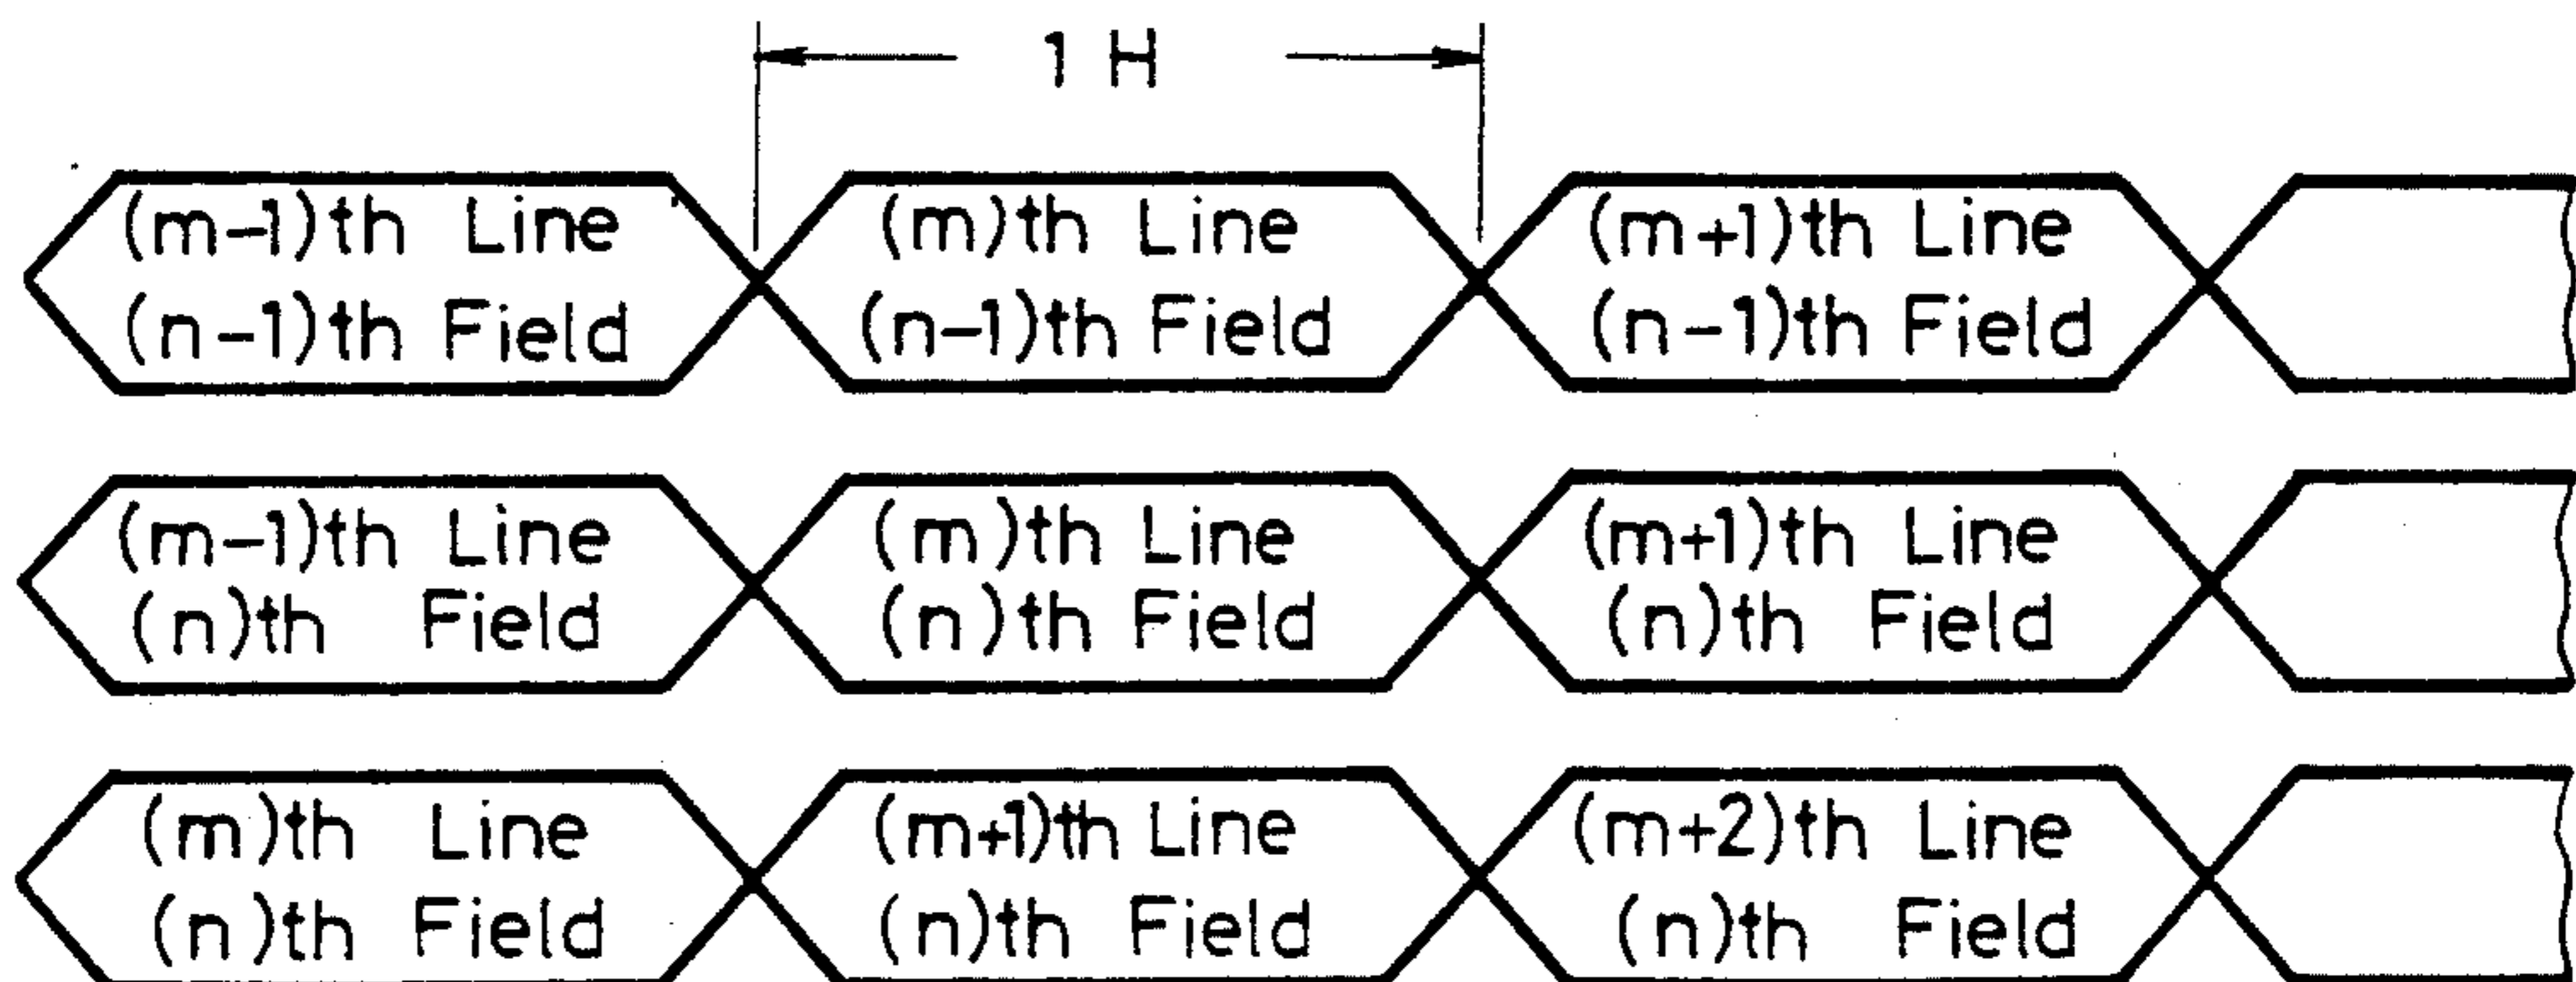 1 H
(m-1)th Line
(n-1)th Field
(m)th Line
(n-1)th Field
(m+1)th Line
(n-1)th Field
(m-1)th Line
(n)th Field
(m)th Line
(n)th Field
(m+1)th Line
(n)th Field
(m)th Line
(n)th Field
(m+1)th Line
(n)th Field
(m+2)th Line
(n)th Field